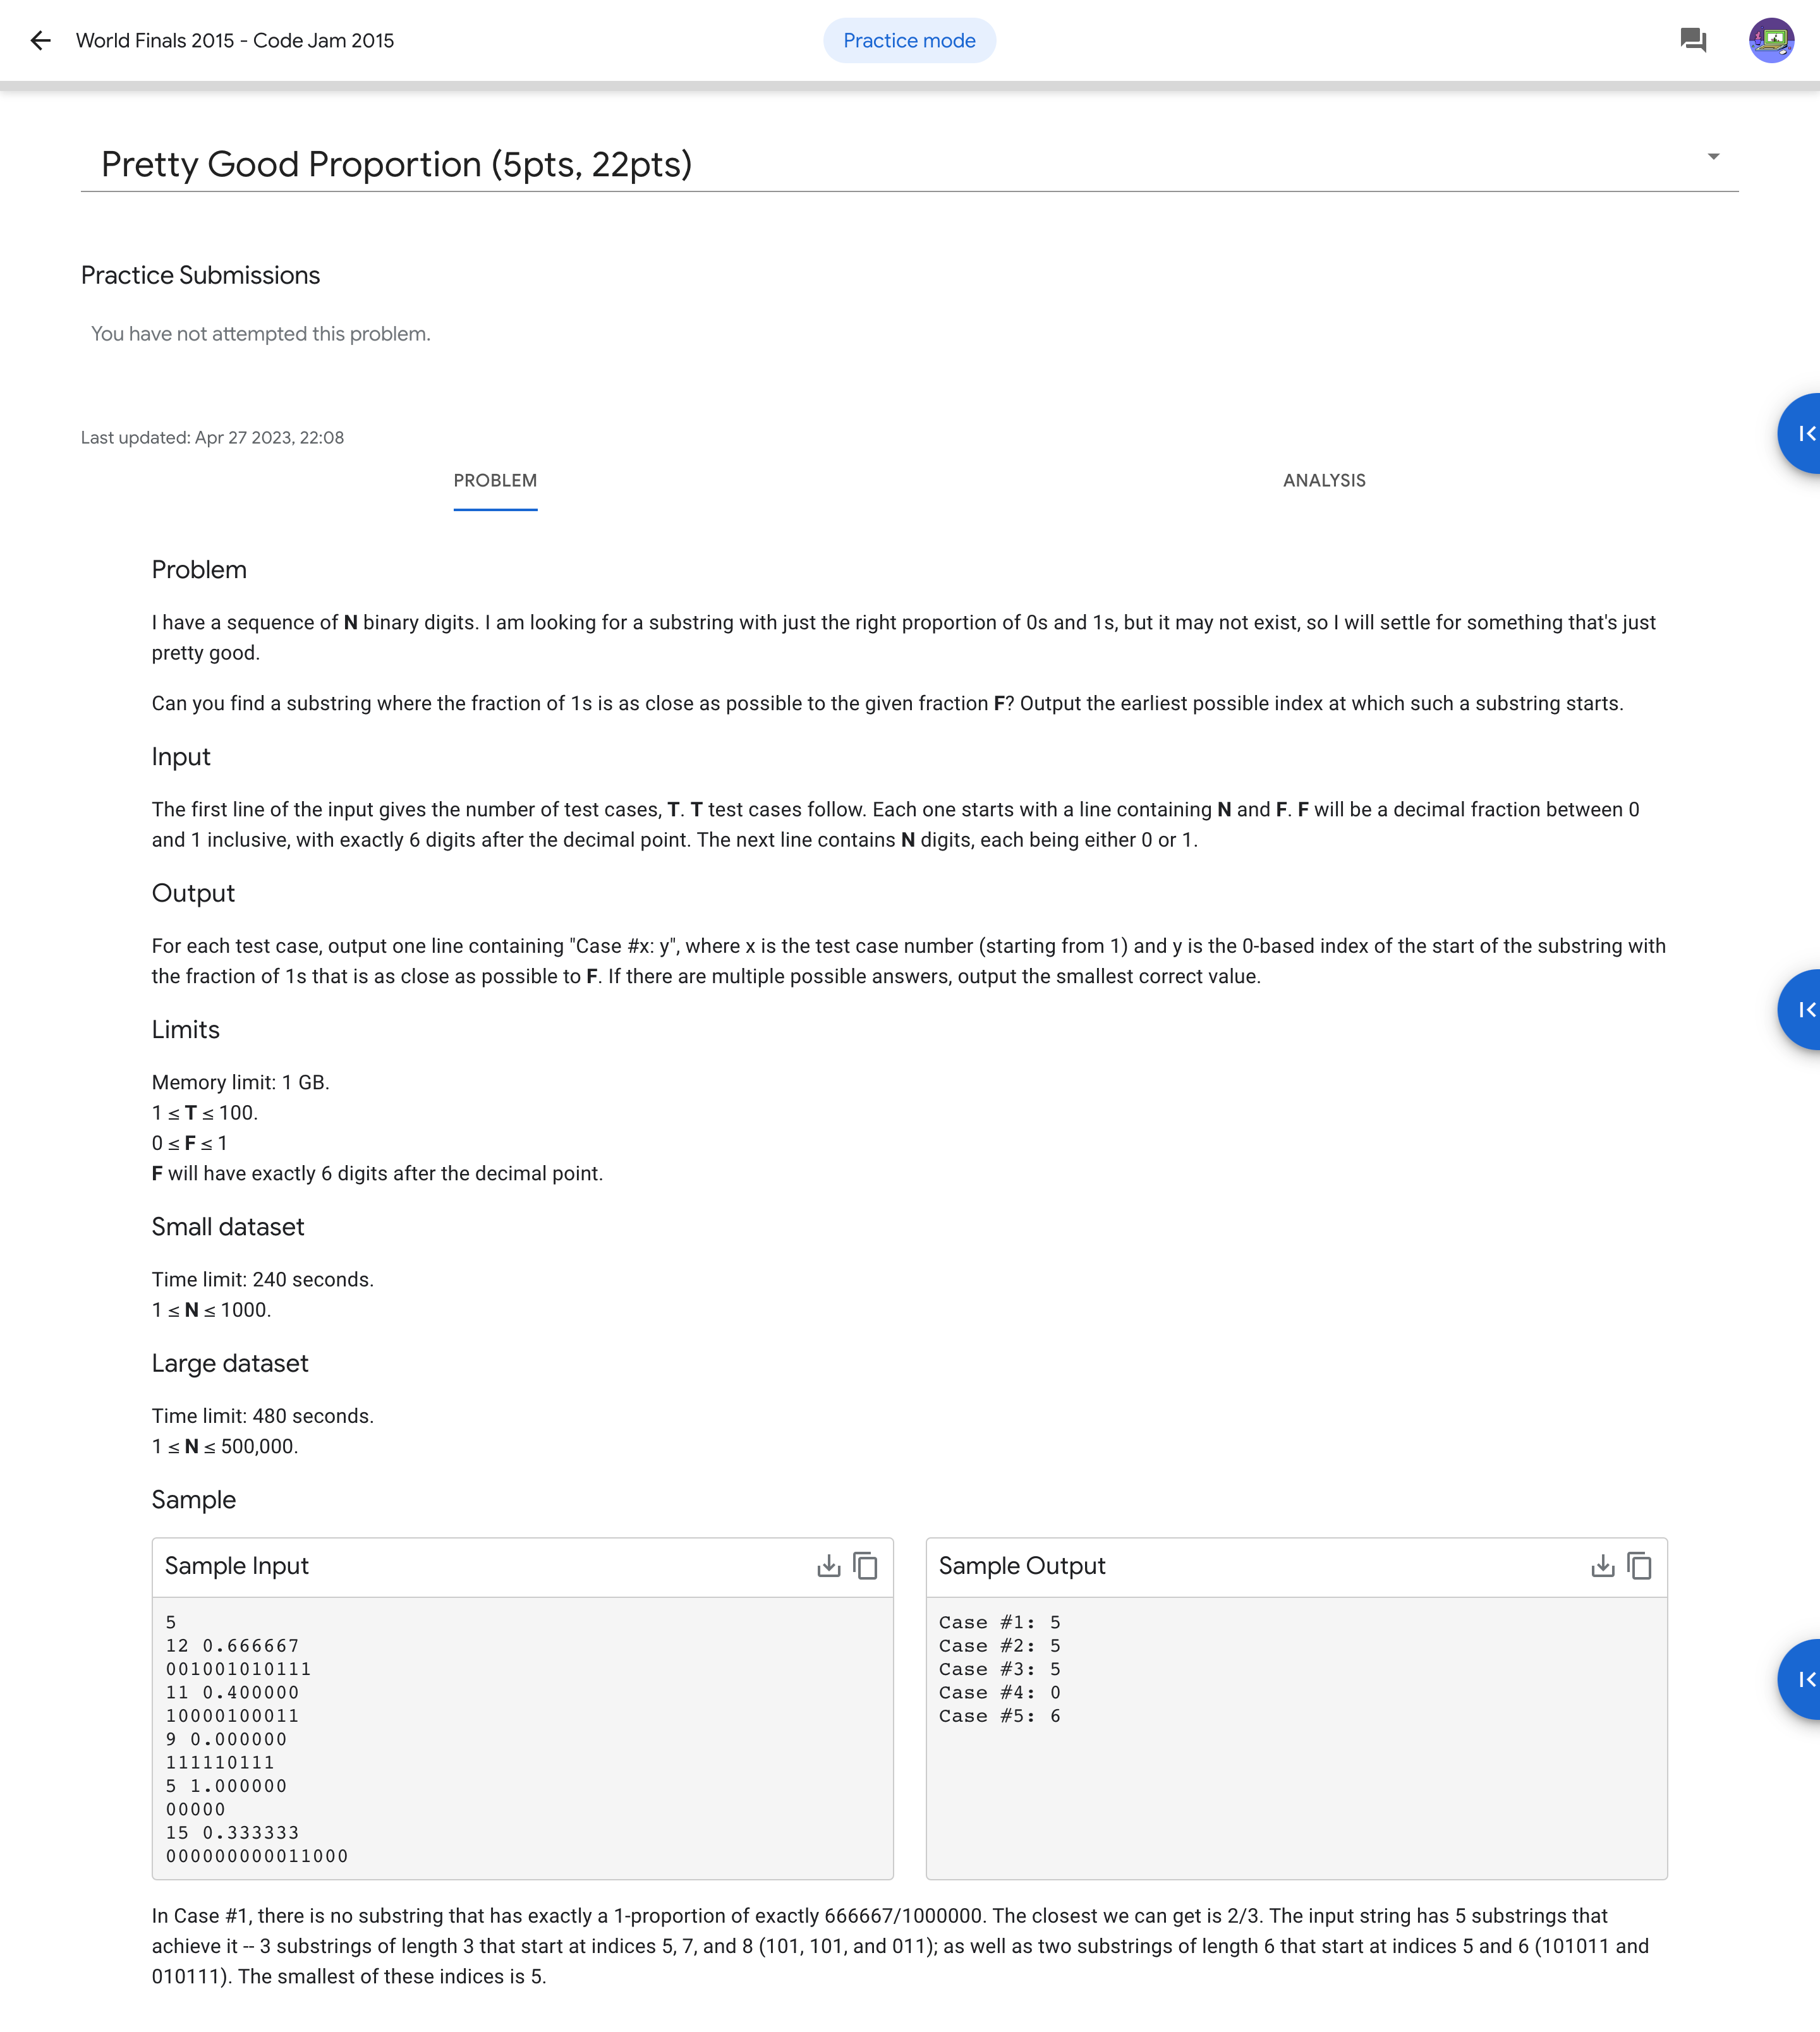 World Finals 2015 - Code Jam 2015
Practice mode
Pretty Good Proportion (5pts, 22pts)
Practice Submissions
You have not attempted this problem.
Last updated: Apr 27 2023, 22:08
PROBLEM
ANALYSIS
Problem
I have a sequence of N binary digits. I am looking for a substring with just the right proportion of 0s and 1s, but it may not exist, so I will settle for something that's just
pretty good.
Can you find a substring where the fraction of 1s is as close as possible to the given fraction F? Output the earliest possible index at which such a substring starts.
Input
The first line of the input gives the number of test cases, T. T test cases follow. Each one starts with a line containing N and F. F will be a decimal fraction between 0
and 1 inclusive, with exactly 6 digits after the decimal point. The next line contains N digits, each being either 0 or 1.
Output
For each test case, output one line containing "Case #x: y", where x is the test case number (starting from 1) and y is the 0-based index of the start of the substring with
the fraction of 1s that is as close as possible to F. If there are multiple possible answers, output the smallest correct value.
Limits
Memory limit: 1 GB.
1 ≤ T ≤ 100.
0 ≤ F ≤ 1
F will have exactly 6 digits after the decimal point.
Small dataset
Time limit: 240 seconds.
1 ≤ N ≤ 1000.
Large dataset
Time limit: 480 seconds.
1 ≤ N ≤ 500,000.
Sample
Sample Input
5
12 0.666667
001001010111
11 0.400000
10000100011
9 0.000000
111110111
5 1.000000
00000
15 0.333333
000000000011000
Sample Output
Case #1: 5
Case #2: 5
Case #3: 5
Case #4: 0
Case #5: 6
In Case #1, there is no substring that has exactly a 1-proportion of exactly 666667/1000000. The closest we can get is 2/3. The input string has 5 substrings that
achieve it -- 3 substrings of length 3 that start at indices 5, 7, and 8 (101, 101, and 011); as well as two substrings of length 6 that start at indices 5 and 6 (101011 and
010111). The smallest of these indices is 5.